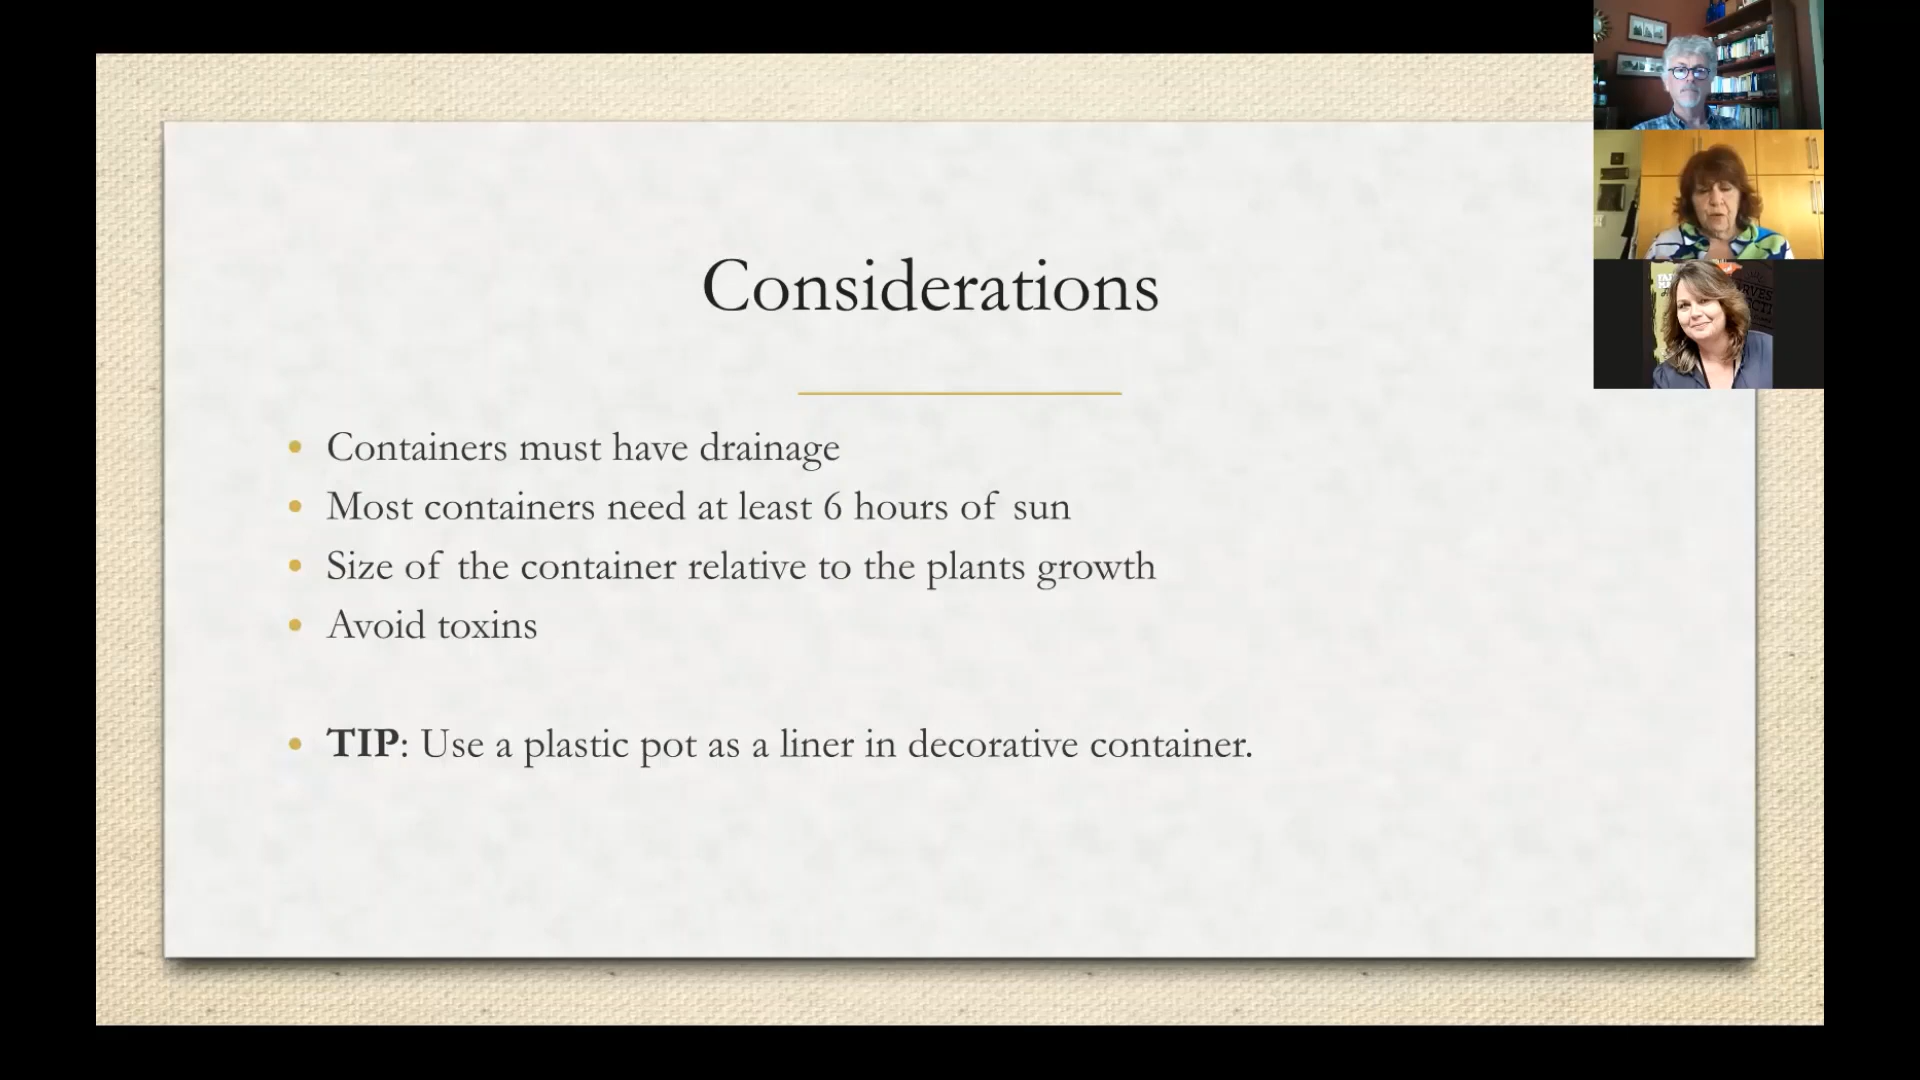 Considerations
Containers must have drainage
Most containers need at least 6 hours of sun
Size of the container relative to the plants growth
Avoid toxins
TIP: Use a plastic pot as a liner in decorative container.